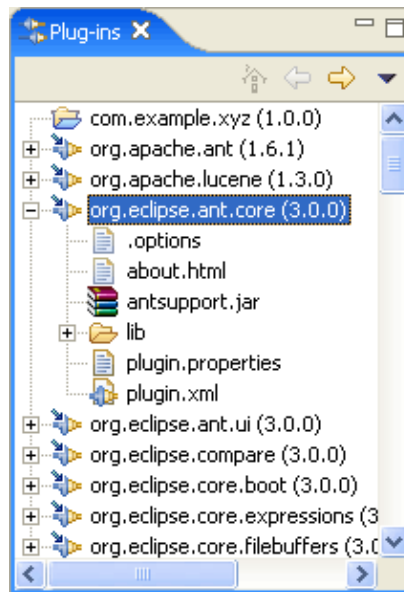 Plug-ins
com.example.xyz (1.0.0)
org.apache.ant (1.6.1)
org.apache.lucene (1.3.0)
org.eclipse.ant.core (3.0.0)
.options
about.html
antsupport.jar
lib
plugin.properties
plugin.xml
org.eclipse.ant.ui (3.0.0)
org.eclipse.compare (3.0.0)
org.eclipse.core.boot (3.0.0)
org.eclipse.core.expressions (3
org.eclipse.core.filebuffers (3.0